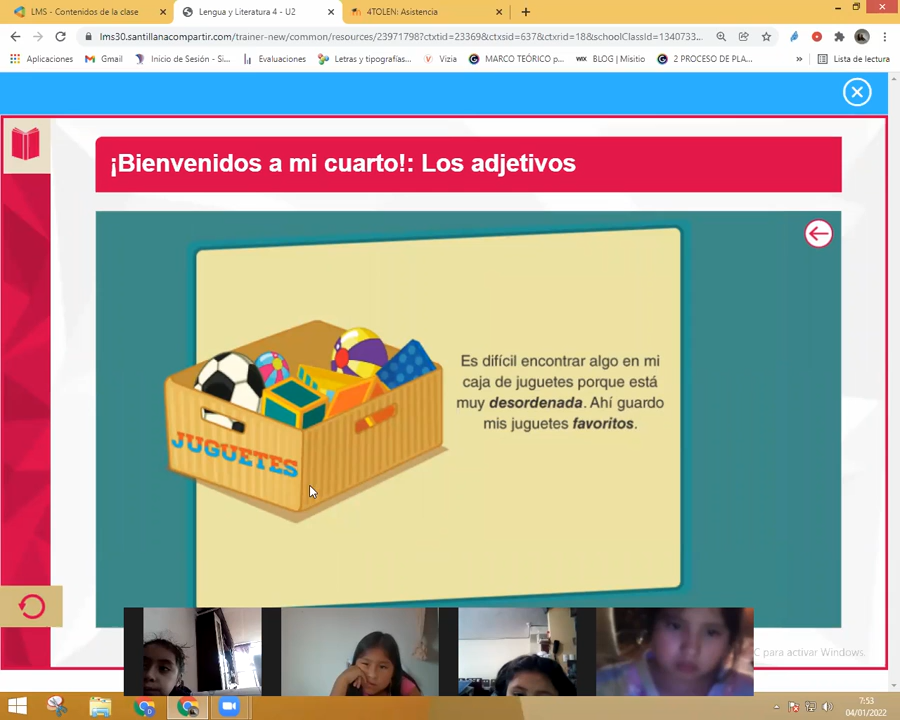 LMS - Contenidos de la clase
Lengua y Literatura 4 - U2
4TOLEN: Asistencia
lms30.santillanacompartir.com/trainer-new/common/resources/23971798?ctxtid=23369&ctxsid=637&ctxrid=18&schoolClassId=1340733...
Aplicaciones
Gmail
Inicio de Sesión - Si...
Evaluaciones
Letras y tipografías...
Vizia
MARCO TEÓRICO p...
WIX BLOG | Misitio
2 PROCESO DE PLA...
»
Lista de lectura
¡Bienvenidos a mi cuarto!: Los adjetivos
JUGUETES
Es difícil encontrar algo en mi
caja de juguetes porque está
muy desordenada. Ahí guardo
mis juguetes favoritos.
C para activar Windows.
7:53
04/01/2022